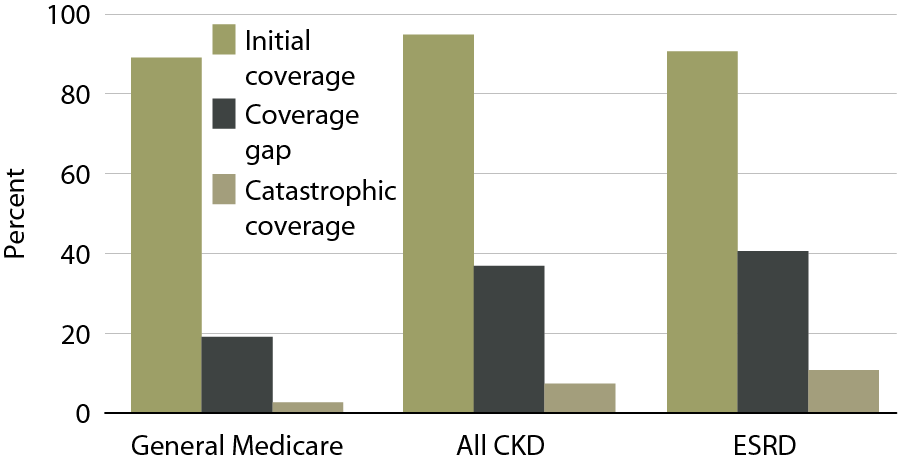 100
80
60
40
20
0
Percent
Initial
coverage
Coverage
gap
Catastrophic
coverage
General Medicare
All CKD
ESRD